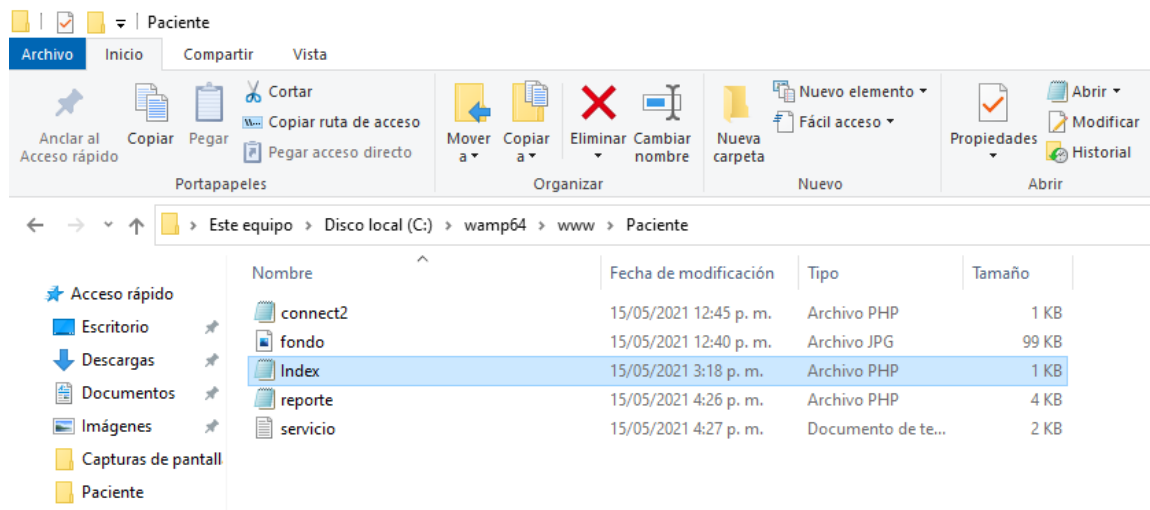 Paciente
Archivo Inicio Compartir Vista
Anclar al Acceso rápido
Copiar
Pegar
Cortar
Copiar ruta de acceso
Pegar acceso directo
Portapapeles
Mover a
Copiar a
Eliminar
Cambiar nombre
Organizar
Nueva carpeta
Nuevo elemento
Fácil acceso
Nuevo
Propiedades
Abrir
Modificar
Historial
Abrir
Este equipo > Disco local (C:) > wamp64 > www > Paciente
Acceso rápido
Escritorio
Descargas
Documentos
Imágenes
Capturas de pantall
Paciente
Nombre Fecha de modificación Tipo Tamaño
connect2 15/05/2021 12:45 p. m. Archivo PHP 1 KB
fondo 15/05/2021 12:40 p. m. Archivo JPG 99 KB
Index 15/05/2021 3:18 p. m. Archivo PHP 1 KB
reporte 15/05/2021 4:26 p. m. Archivo PHP 4 KB
servicio 15/05/2021 4:27 p. m. Documento de te... 2 KB